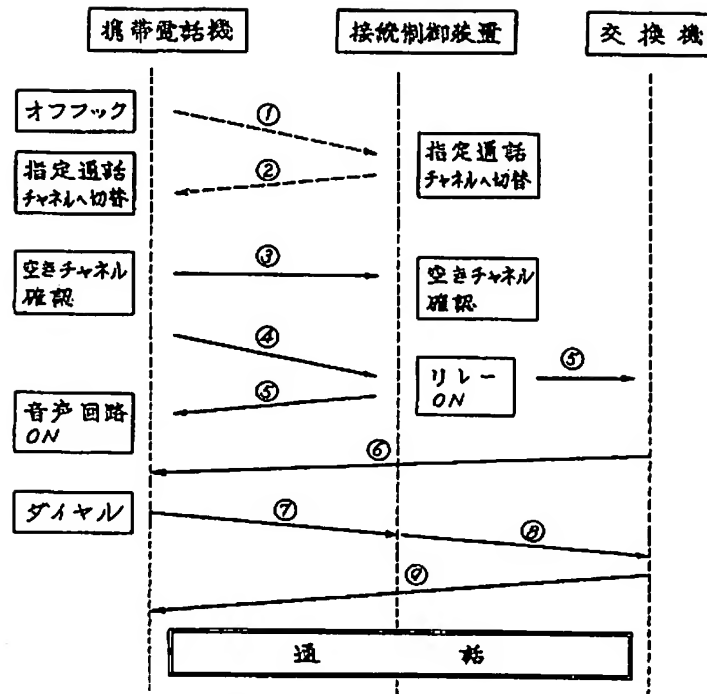 携帯電話機
接続制御装置
交換機
オフフック
①
指定通話
チャネルへ切替
②
指定通話
チャネルへ切替
空きチャネル
確認
③
空きチャネル
確認
④
⑤
リレー
ON
⑤
音声回路
ON
⑥
ダイヤル
⑦
⑧
⑨
通話